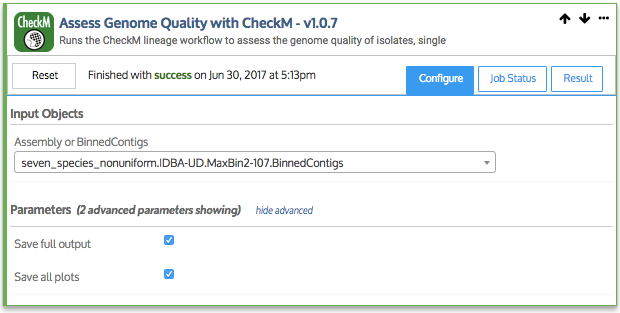 CheckM
Assess Genome Quality with CheckM - v1.0.7
Runs the CheckM lineage workflow to assess the genome quality of isolates, single
Reset
Finished with success on Jun 30, 2017 at 5:13pm
Configure
Job Status
Result
Input Objects
Assembly or BinnedContigs
seven_species_nonuniform.IDBA-UD.MaxBin2-107.BinnedContigs
Parameters (2 advanced parameters showing) hide advanced
Save full output
Save all plots